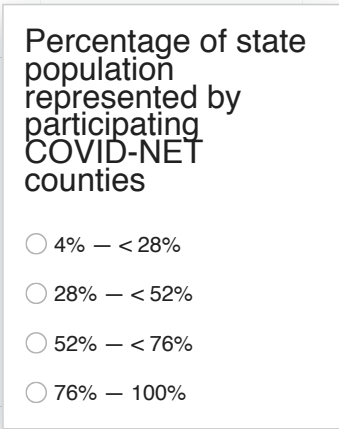 Percentage of state
population
represented by
participating
COVID-NET
counties
4% — < 28%
28% — < 52%
52% — < 76%
76% — 100%